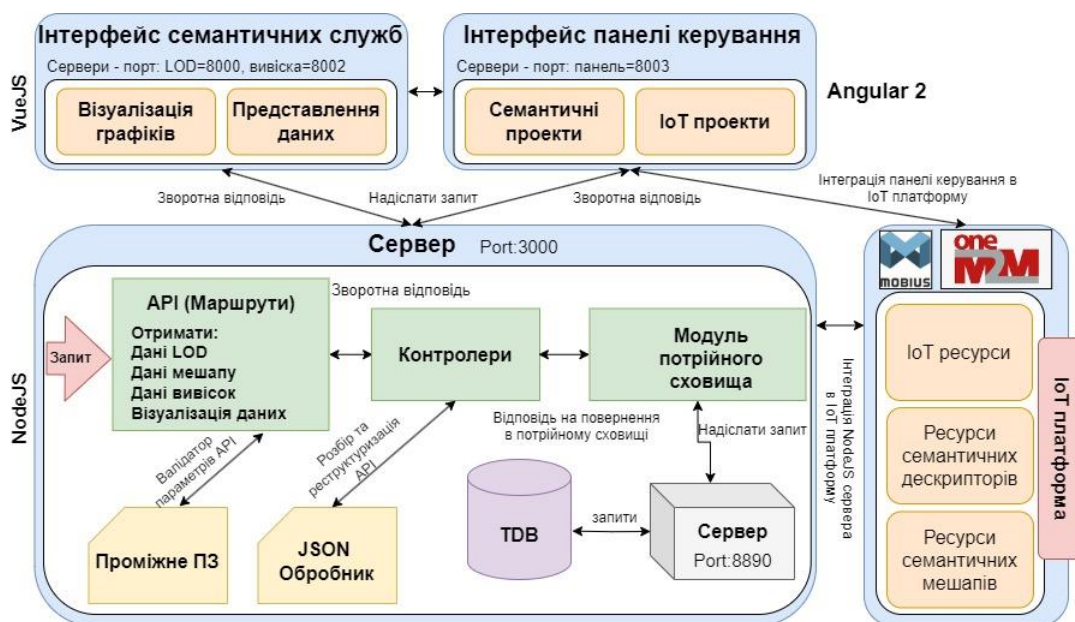 Інтерфейс семантичних служб
Сервери - порт: LOD=8000, вивіска=8002
Візуалізація
графіків
Представлення
даних
VueJS
Інтерфейс панелі керування
Сервери - порт: панель=8003
Семантичні
проекти
IoT проекти
Angular 2
Зворотна відповідь
Надіслати запит
Зворотна відповідь
Інтеграція панелі керування в
IoT платформу
NodeJS
Сервер Port:3000
Запит
API (Маршрути)
Отримати:
Дані LOD
Дані мешапу
Дані вивісок
Візуалізація даних
Зворотна відповідь
Контролери
Модуль
потрійного
сховища
Валідатор
параметрів API
Розбір та
реструктуризація
API
Відповідь на повернення
в потрійному сховищі
Надіслати запит
Проміжне ПЗ
JSON
Обробник
TDB
запити
Сервер
Port:8890
Інтеграція NodeJS сервера
в IoT платформу
MOBIUS
one
M2M
IoT ресурси
Ресурси
семантичних
дескрипторів
Ресурси
семантичних
мешапів
IoT платформа